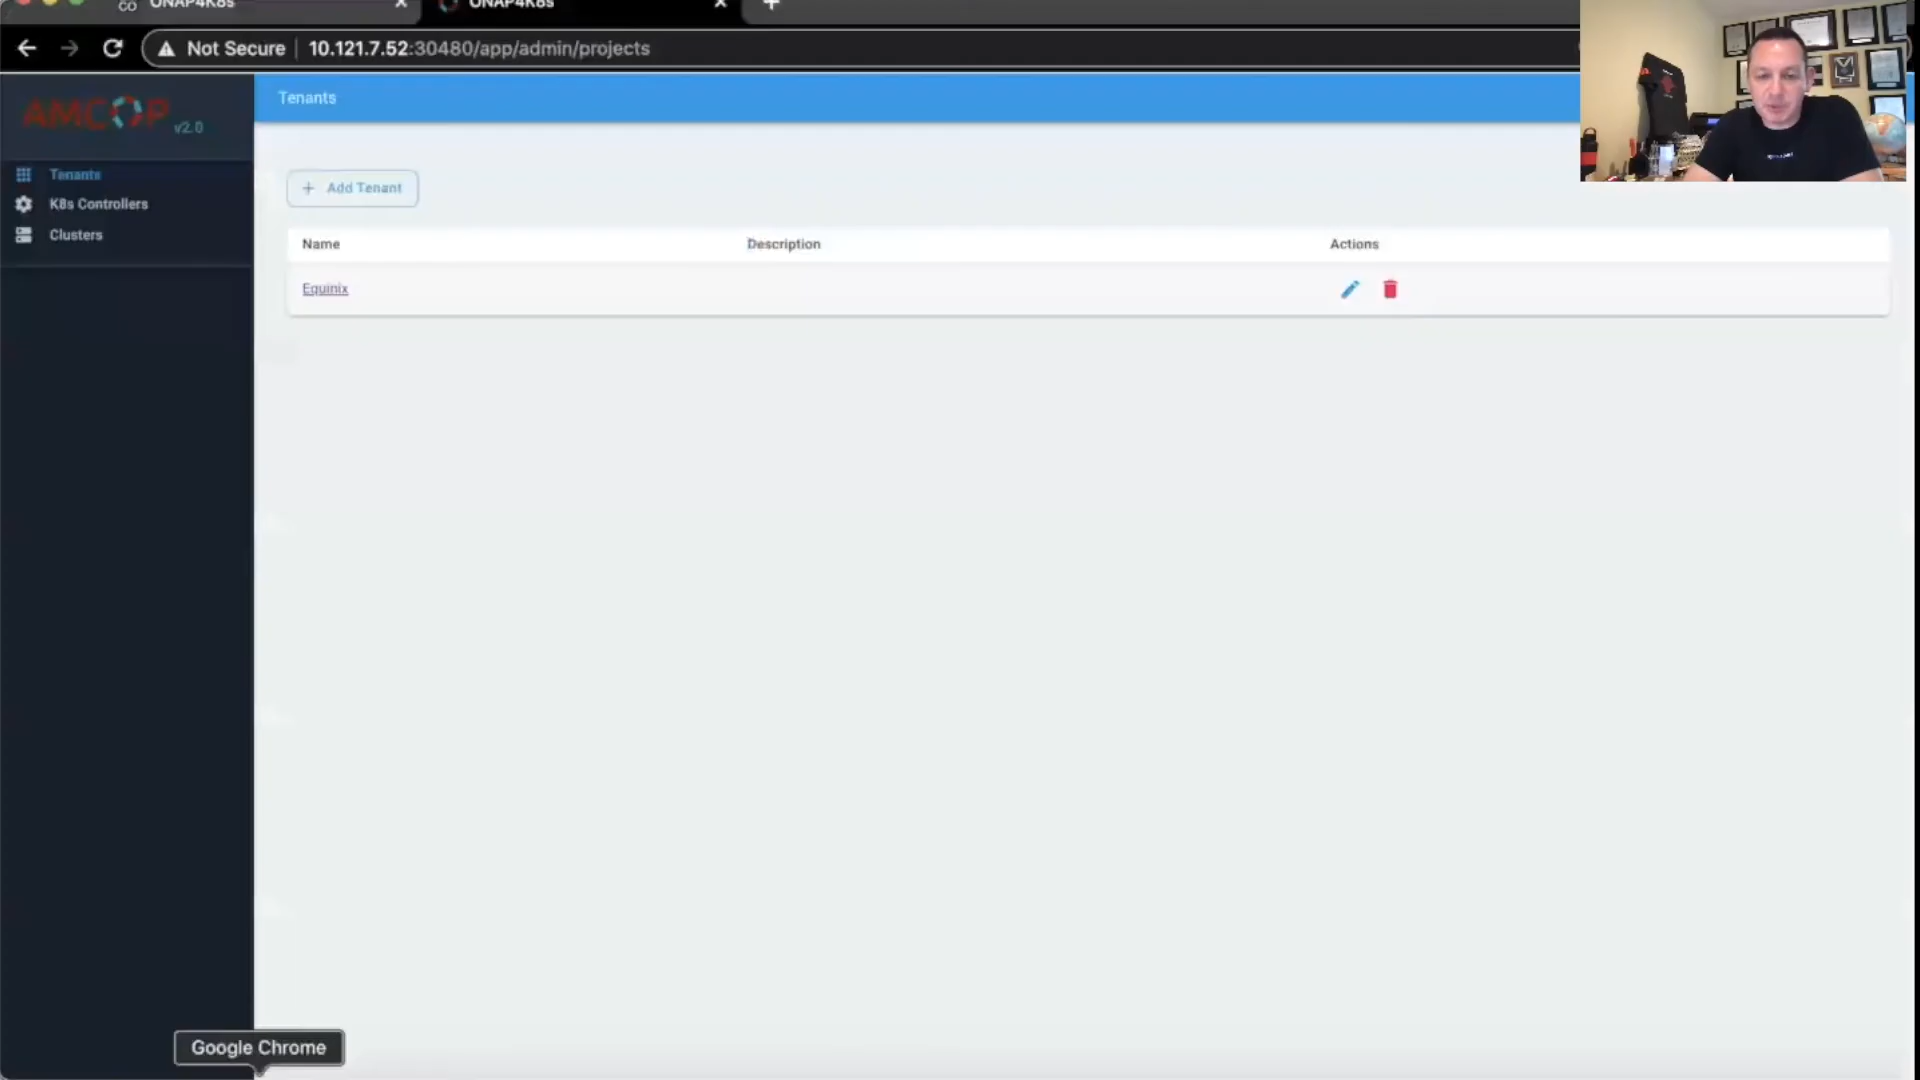 ONAP4K8s
ONAP4K8s
Not Secure 10.121.7.52:30480/app/admin/projects
AMCOP v2.0
Tenants
Tenants
K8s Controllers
Clusters
+ Add Tenant
Name Description Actions
Equinix
Google Chrome